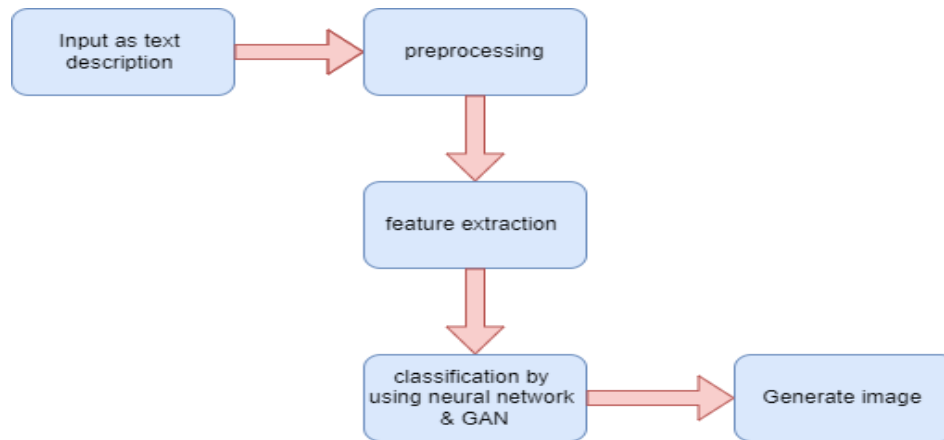 Input as text
description
preprocessing
feature extraction
classification by
using neural network
& GAN
Generate image